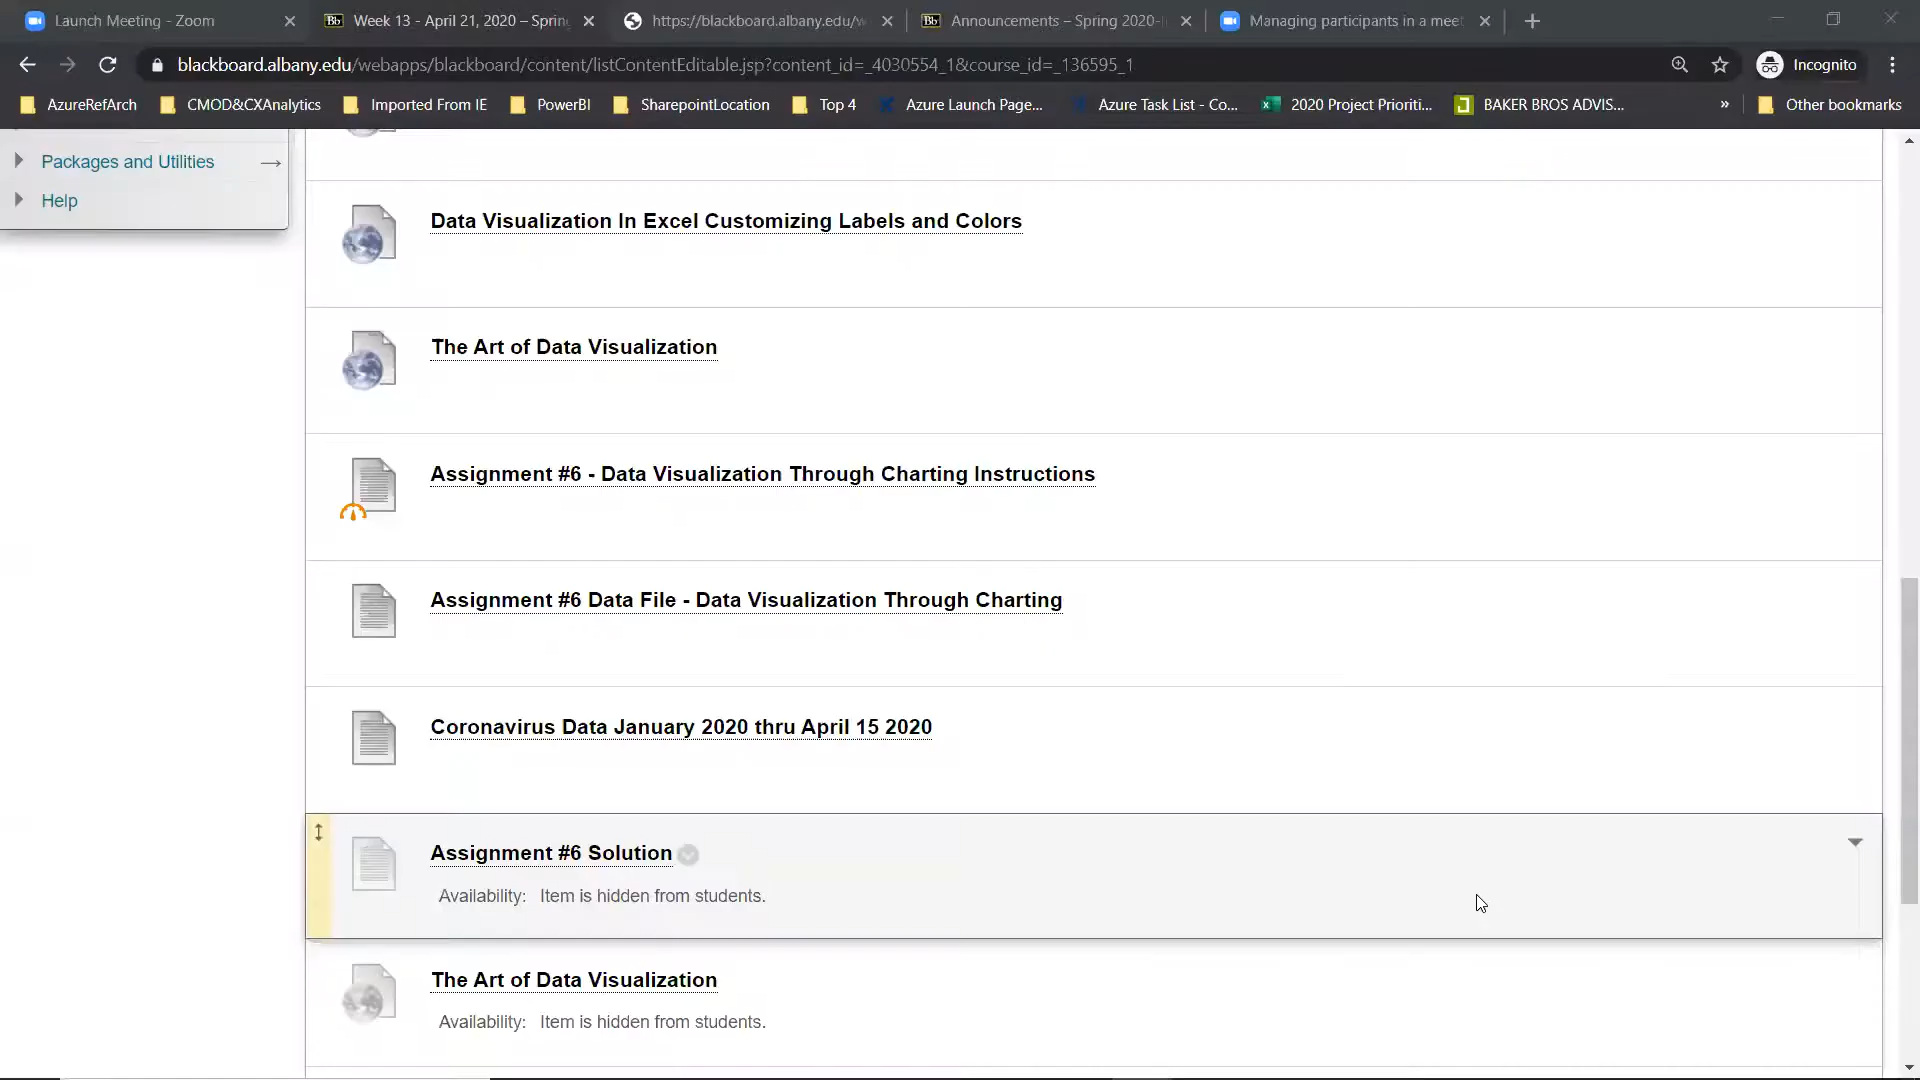 Launch Meeting - Zoom
Bb Week 13 - April 21, 2020 – Spring
https://blackboard.albany.edu/w
Bb Announcements – Spring 2020-
Managing participants in a meet
blackboard.albany.edu/webapps/blackboard/content/listContentEditable.jsp?content_id=_4030554_1&course_id=_136595_1
Incognito
AzureRefArch
CMOD&CXAnalytics
Imported From IE
PowerBI
SharepointLocation
Top 4
Azure Launch Page...
Azure Task List - Co...
2020 Project Prioriti...
BAKER BROS ADVIS...
»
Other bookmarks
Packages and Utilities
Help
Data Visualization In Excel Customizing Labels and Colors
The Art of Data Visualization
Assignment #6 - Data Visualization Through Charting Instructions
Assignment #6 Data File - Data Visualization Through Charting
Coronavirus Data January 2020 thru April 15 2020
Assignment #6 Solution
Availability: Item is hidden from students.
The Art of Data Visualization
Availability: Item is hidden from students.